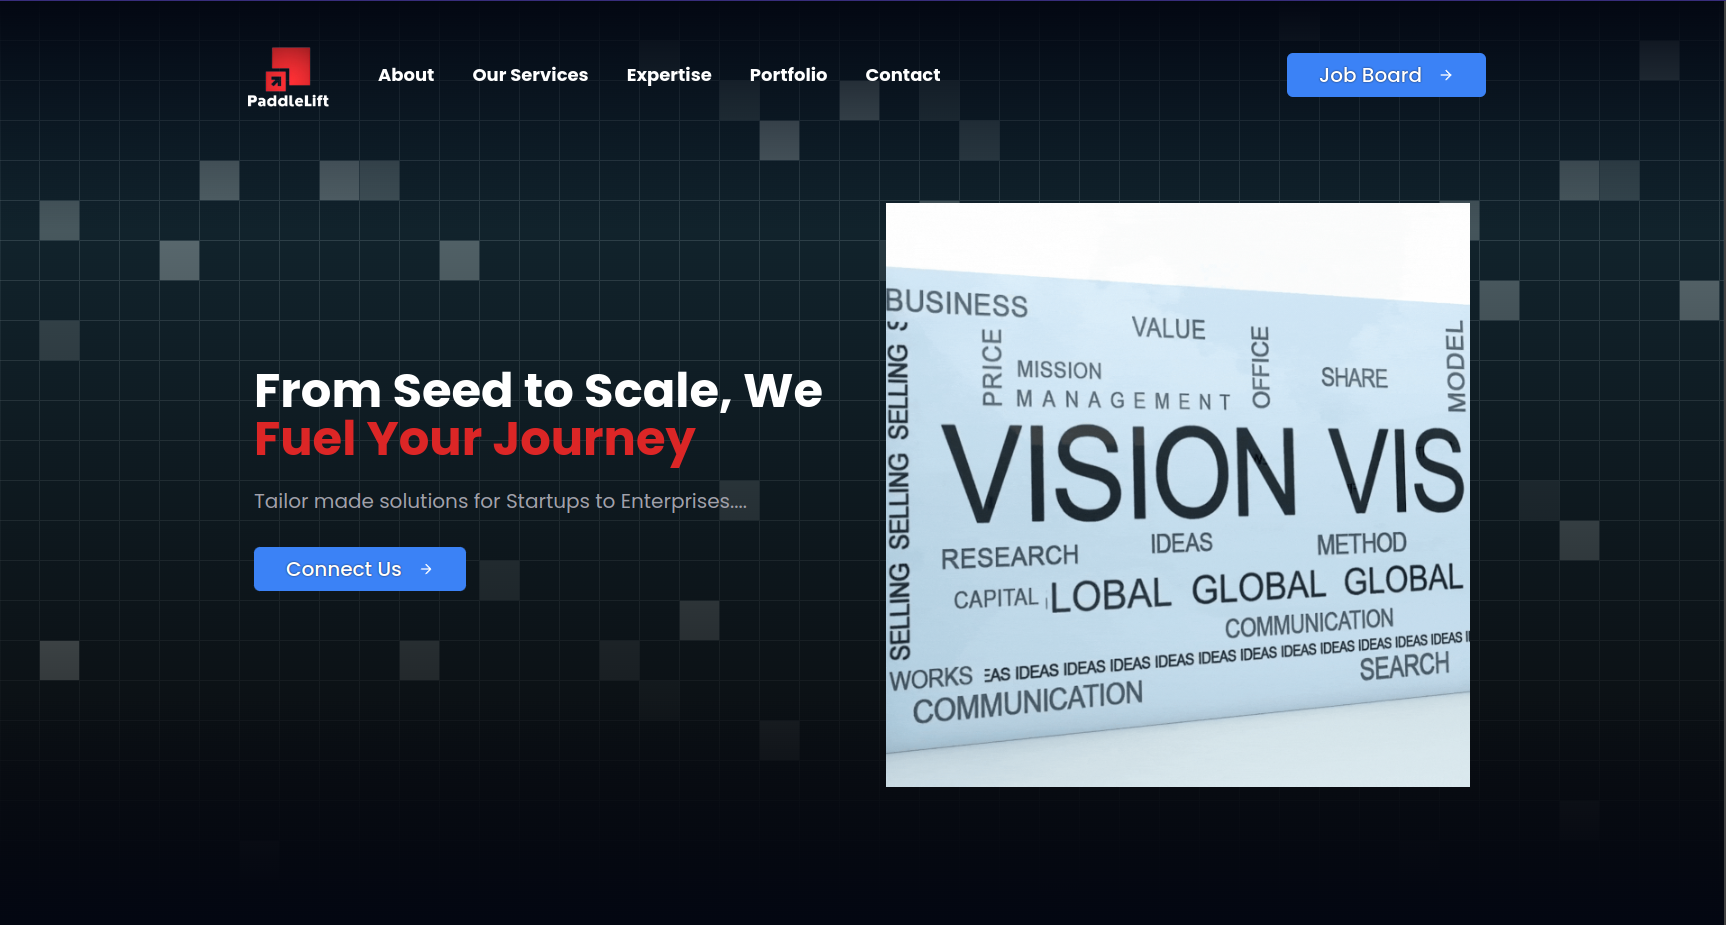 PaddleLift
About
Our Services
Expertise
Portfolio
Contact
Job Board
From Seed to Scale, We
Fuel Your Journey
Tailor made solutions for Startups to Enterprises....
Connect Us
BUSINESS
VALUE
PRICE
MISSION
OFFICE
SHARE
MODEL
MANAGEMENT
SELLING SELLING SELLING SELLING S
VISION VIS
RESEARCH
IDEAS
METHOD
CAPITAL
LOBAL GLOBAL GLOBAL
COMMUNICATION
EAS IDEAS IDEAS IDEAS IDEAS IDEAS IDEAS IDEAS IDEAS IDEAS IDEAS I
WORKS
SEARCH
COMMUNICATION